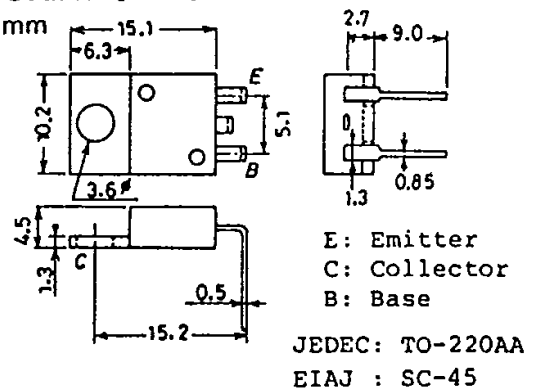 mm
15.1
6.3
2.7
9.0
E
10.2
5.1
B
3.6ø
1.3
0.85
4.5
1.3
C
0.5
15.2
E: Emitter
C: Collector
B: Base
JEDEC: TO-220AA
EIAJ : SC-45